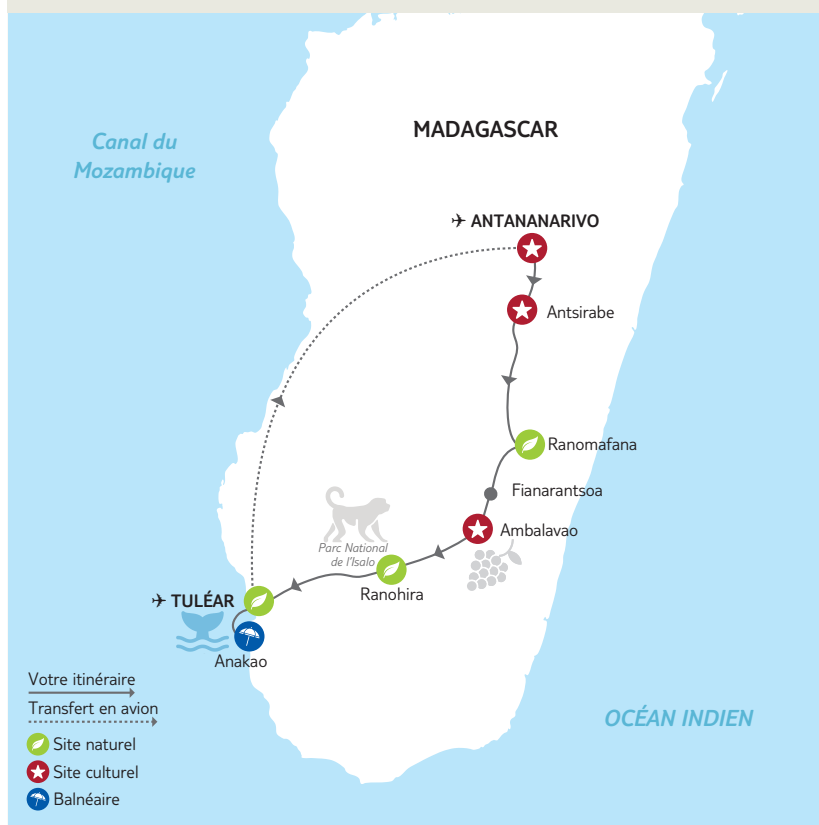 MADAGASCAR
Canal du
Mozambique
ANTANANARIVO
Antsirabe
Ranomafana
Fianarantsoa
Ambalavao
Parc National
de l'Isalo
Ranohira
TULÉAR
Anakao
Votre itinéraire
Transfert en avion
Site naturel
Site culturel
Balnéaire
OCÉAN INDIEN